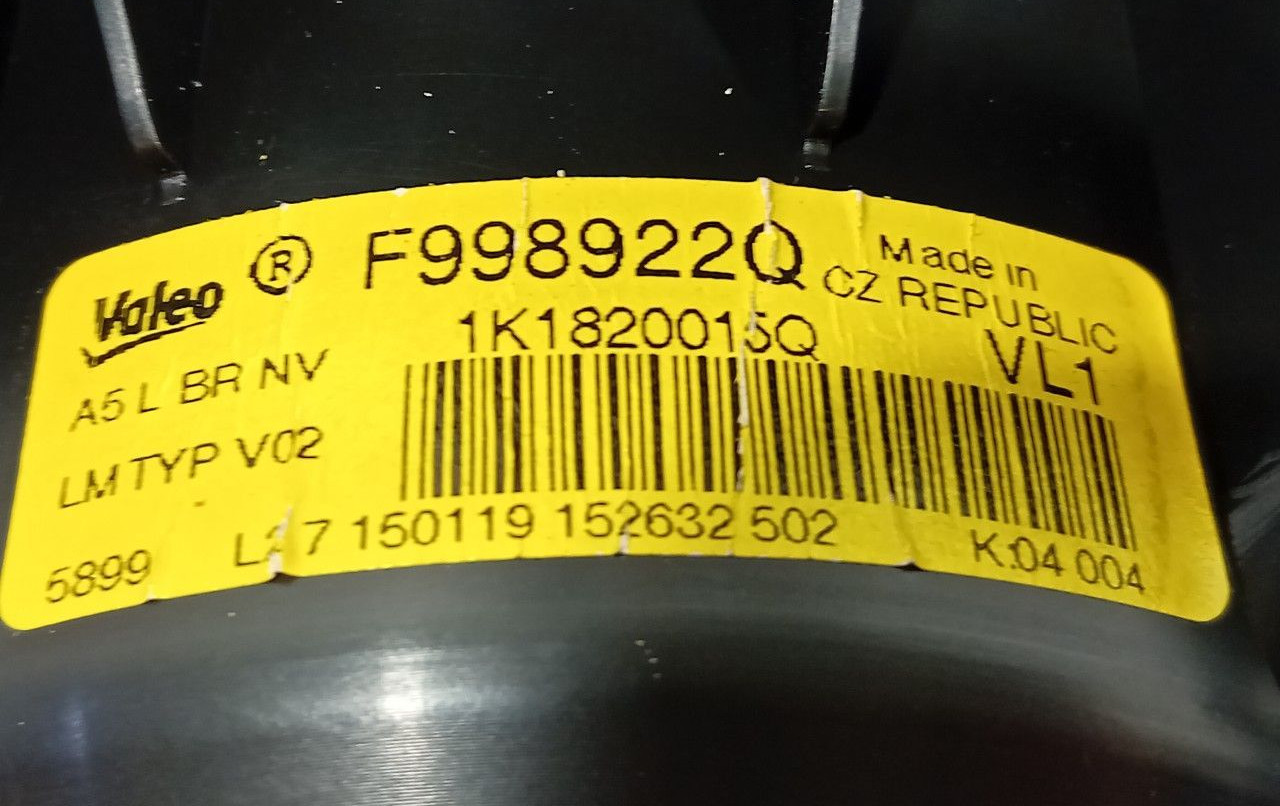 Valeo ® F998922Q Made in
CZ REPUBLIC
1K1820015Q VL1
A5 L BR NV
LM TYP V02
5899 L27 150119 152632 502 K:04 004